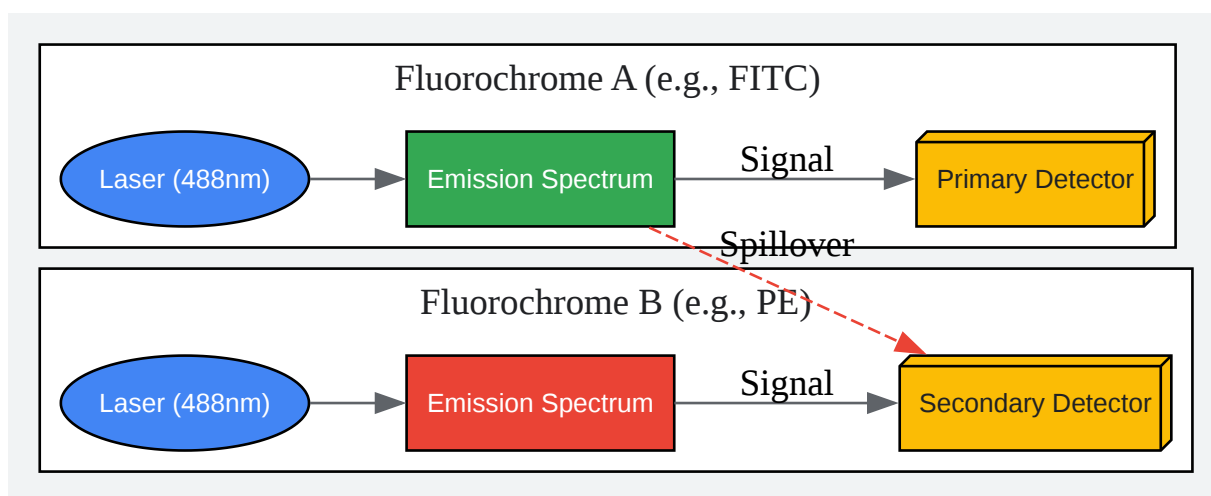 Fluorochrome A (e.g., FITC)
Laser (488nm)
Emission Spectrum
Signal
Primary Detector
Spillover
Fluorochrome B (e.g., PE)
Laser (488nm)
Emission Spectrum
Signal
Secondary Detector